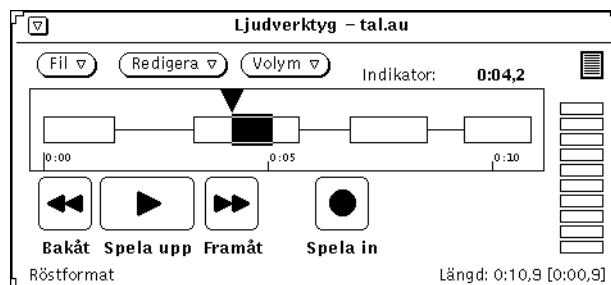 Ljudverktyg – tal.au
Fil Redigera Volym Indikator: 0:04,2
0:00 0:05 0:10
Bakåt Spela upp Framåt Spela in
Röstformat Längd: 0:10,9 [0:00,9]